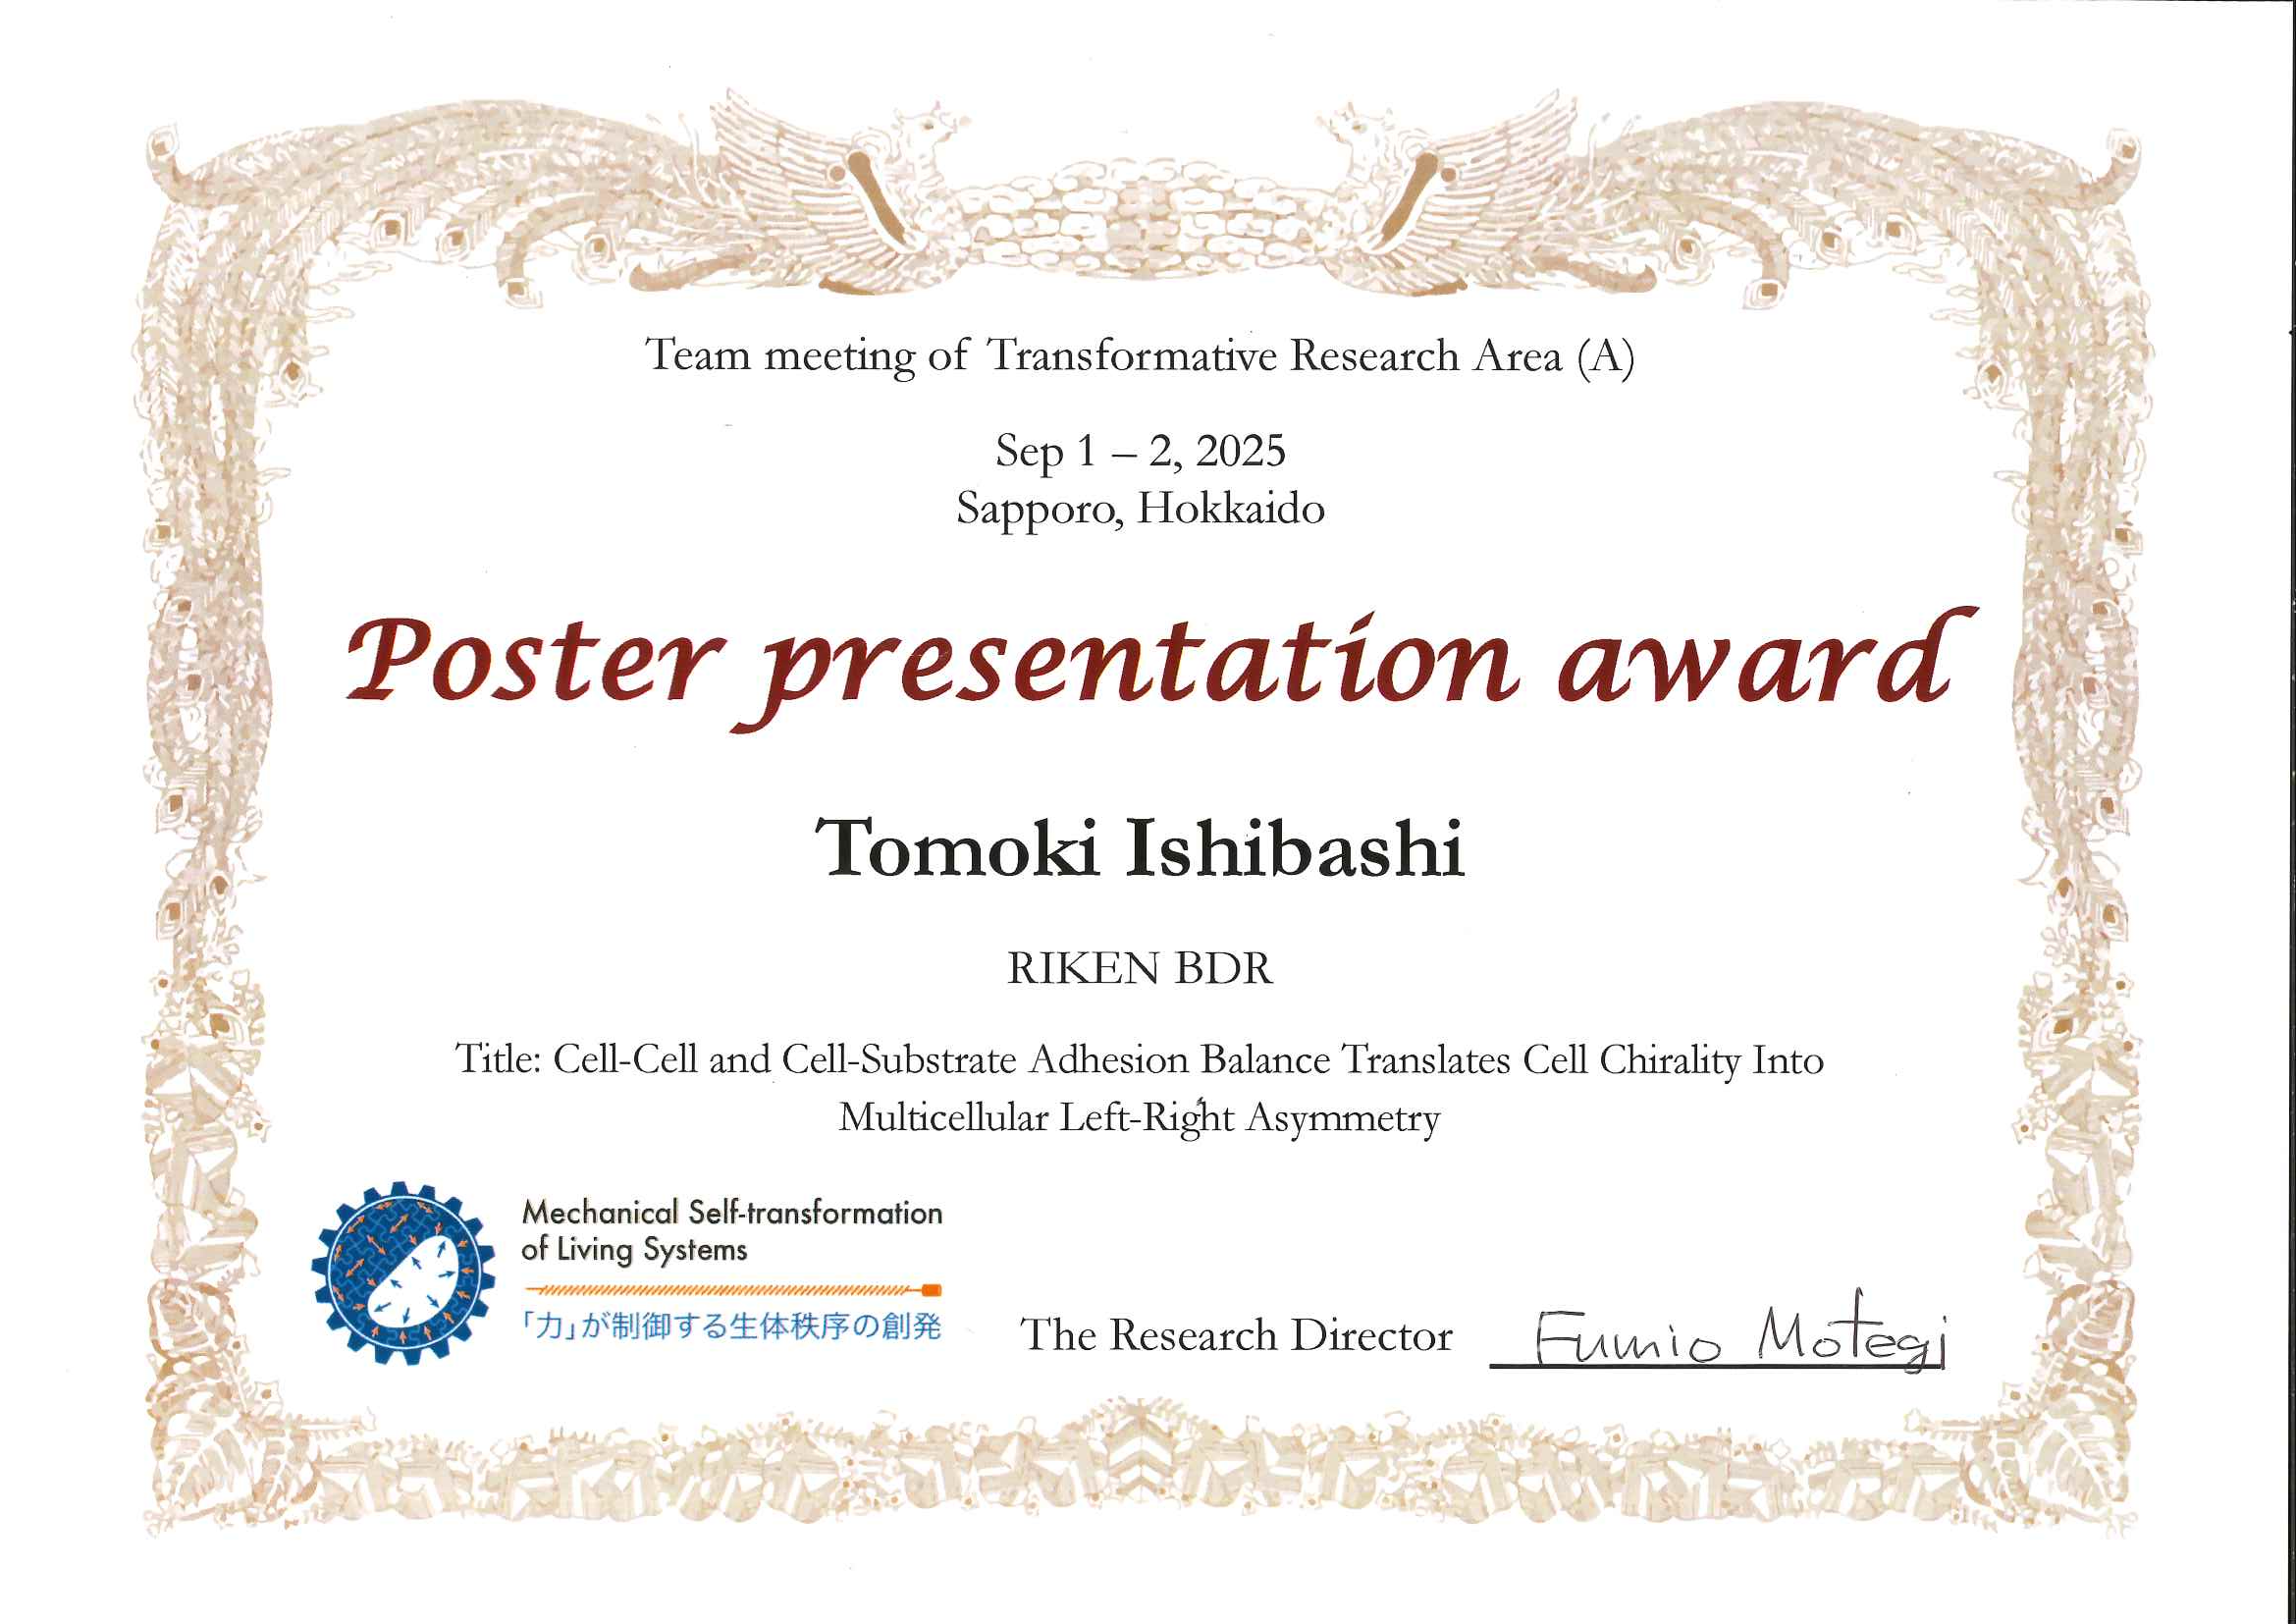 Team meeting of Transformative Research Area (A)
Sep 1 – 2, 2025
Sapporo, Hokkaido
Poster presentation award
Tomoki Ishibashi
RIKEN BDR
Title: Cell-Cell and Cell-Substrate Adhesion Balance Translates Cell Chirality Into
Multicellular Left-Right Asymmetry
Mechanical Self-transformation
of Living Systems
「力」が制御する生体秩序の創発
The Research Director Fumio Motegi